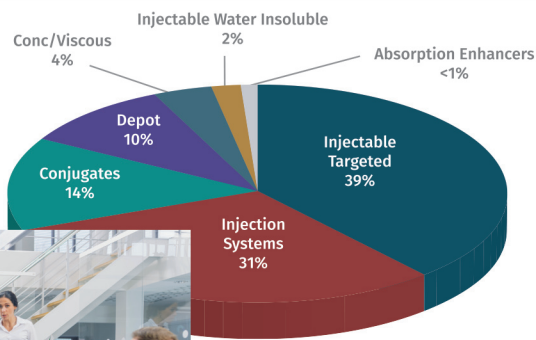 Injectable Water Insoluble
2%
Conc/Viscous
4%
Absorption Enhancers
<1%
Depot
10%
Injectable
Targeted
39%
Conjugates
14%
Injection
Systems
31%